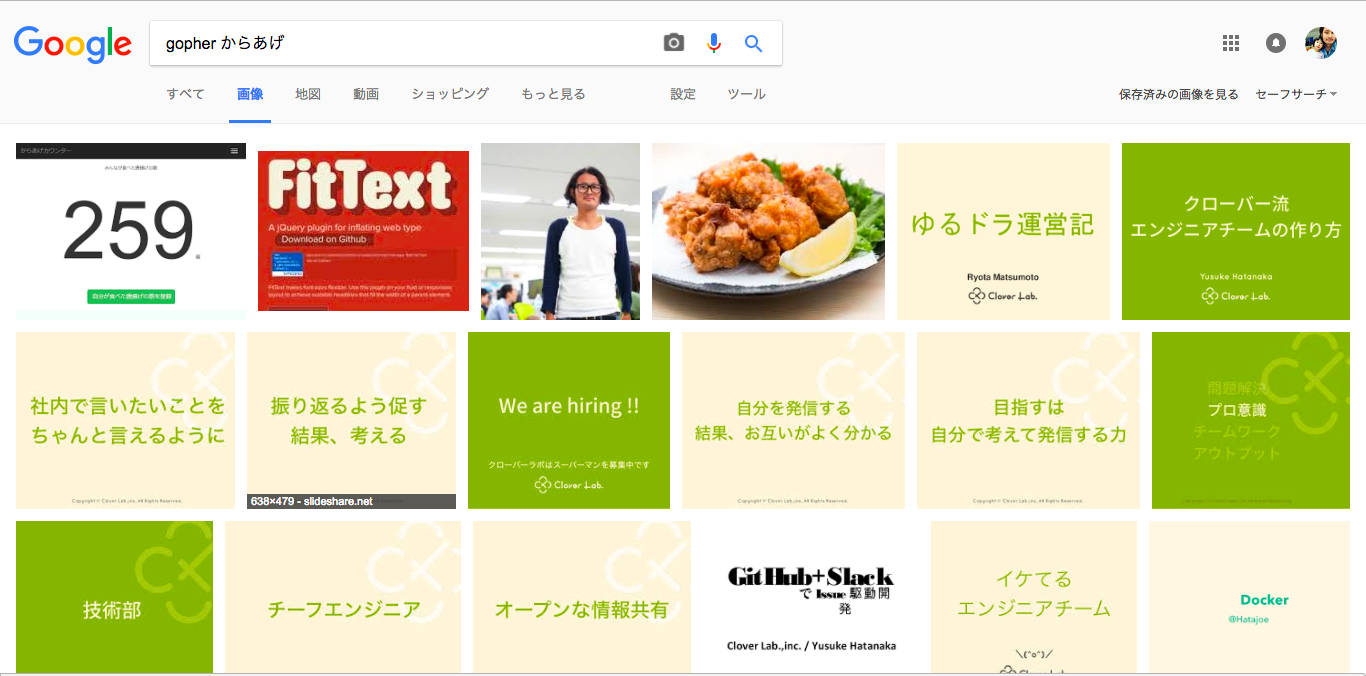 Google
gopher からあげ
すべて
画像
地図
動画
ショッピング
もっと見る
設定
ツール
保存済みの画像を見る
セーフサーチ
からあげカウンター
みんなが食べた唐揚げの数
259
自分が食べた唐揚げの数を登録
FitText
A jQuery plugin for inflating web type
Download on Github
FitText makes font-sizes flexible. Use this plugin on your fluid or responsive
layout to achieve scalable headlines that fill the width of a parent element.
ゆるドラ運営記
Ryota Matsumoto
Clover Lab.
クローバー流
エンジニアチームの作り方
Yusuke Hatanaka
Clover Lab.
社内で言いたいことを
ちゃんと言えるように
Copyright © Clover Lab.,inc. All Rights Reserved.
振り返るよう促す
結果、考える
638×479 - slideshare.net
We are hiring !!
クローバーラボはスーパーマンを募集中です
Clover Lab.
自分を発信する
結果、お互いがよく分かる
Copyright © Clover Lab.,inc. All Rights Reserved.
目指すは
自分で考えて発信する力
Copyright © Clover Lab.,inc. All Rights Reserved.
問題解決
プロ意識
チームワーク
アウトプット
Copyright © Clover Lab.,inc. All Rights Reserved.
技術部
チーフエンジニア
オープンな情報共有
GitHub+Slack
で Issue 駆動開
発
Clover Lab.,inc. / Yusuke Hatanaka
イケてる
エンジニアチーム
\(^o^)/
Docker
@Hatajoe